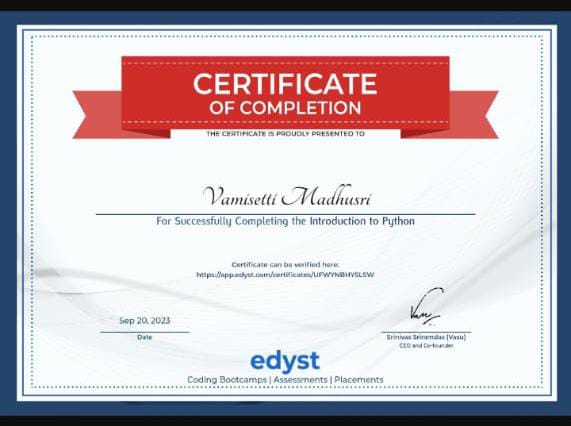 CERTIFICATE
OF COMPLETION
THE CERTIFICATE IS PROUDLY PRESENTED TO
Vamisetti Madhusri
For Successfully Completing the Introduction to Python
Certificate can be verified here:
https://app.edyst.com/certificates/UFWYNBHYSLSW
Sep 20, 2023
Date
Srinivas Sriramdas (Vasu)
CEO and Co-founder
edyst
Coding Bootcamps | Assessments | Placements